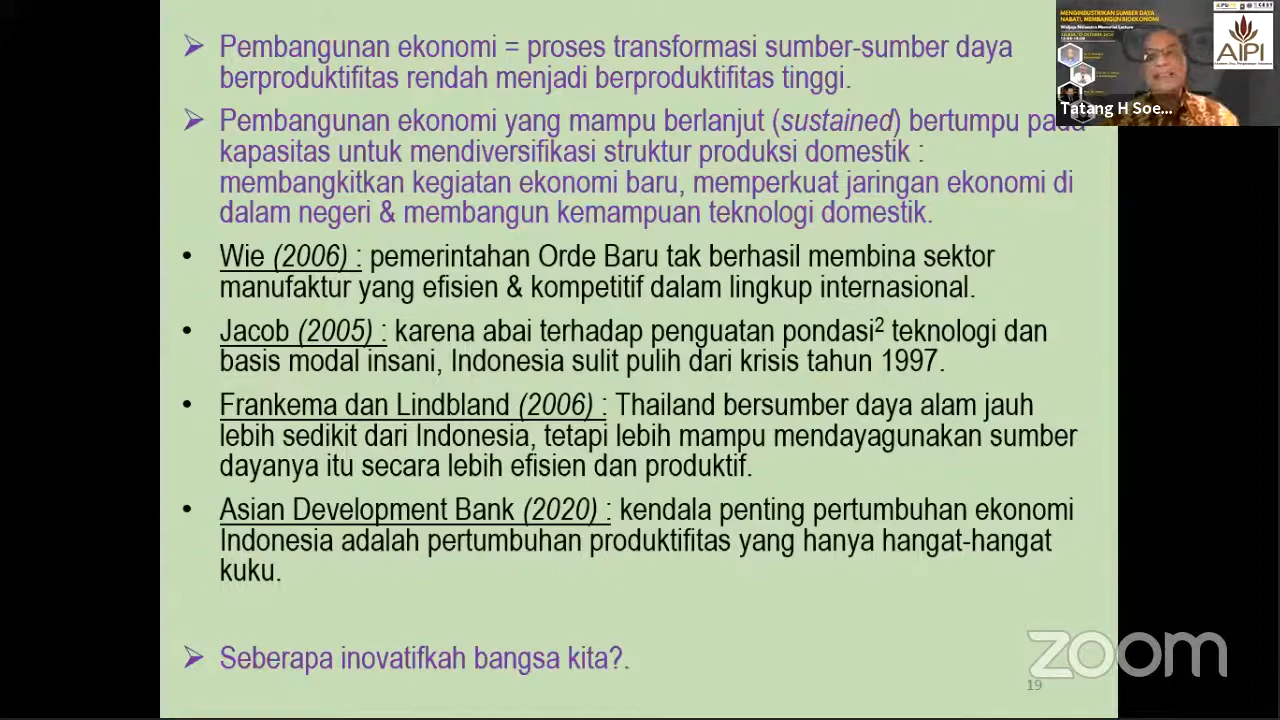 ➢ Pembangunan ekonomi = proses transformasi sumber-sumber daya
berproduktifitas rendah menjadi berproduktifitas tinggi.
➢ Pembangunan ekonomi yang mampu berlanjut (sustained) bertumpu pada
kapasitas untuk mendiversifikasi struktur produksi domestik :
membangkitkan kegiatan ekonomi baru, memperkuat jaringan ekonomi di
dalam negeri & membangun kemampuan teknologi domestik.
• Wie (2006) : pemerintahan Orde Baru tak berhasil membina sektor
manufaktur yang efisien & kompetitif dalam lingkup internasional.
• Jacob (2005) : karena abai terhadap penguatan pondasi² teknologi dan
basis modal insani, Indonesia sulit pulih dari krisis tahun 1997.
• Frankema dan Lindbland (2006) : Thailand bersumber daya alam jauh
lebih sedikit dari Indonesia, tetapi lebih mampu mendayagunakan sumber
dayanya itu secara lebih efisien dan produktif.
• Asian Development Bank (2020) : kendala penting pertumbuhan ekonomi
Indonesia adalah pertumbuhan produktifitas yang hanya hangat-hangat
kuku.
➢ Seberapa inovatifkah bangsa kita?.
19
zoom
MENGINDUSTRIKAN SUMBER DAYA
NABATI, MEMBANGUN BIOEKONOMI
Tatang H Soe...
AIPI